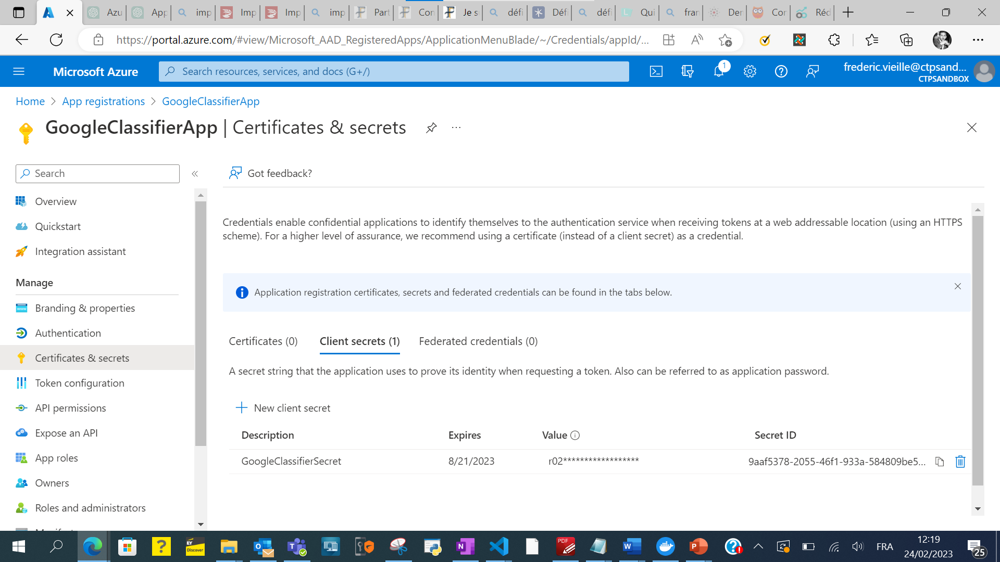 Azu
App
imp
Imp
Imp
imp
Part
Con
Je su
défi
Défi
défi
Qui
fran
Der
Cor
Réd
https://portal.azure.com/#view/Microsoft_AAD_RegisteredApps/ApplicationMenuBlade/~/Credentials/appId/...
Microsoft Azure
Search resources, services, and docs (G+/)
1
frederic.vieille@ctpsand...
CTPSANDBOX
Home > App registrations > GoogleClassifierApp
GoogleClassifierApp | Certificates & secrets
Search
Got feedback?
Overview
Quickstart
Integration assistant
Manage
Branding & properties
Authentication
Certificates & secrets
Token configuration
API permissions
Expose an API
App roles
Owners
Roles and administrators
Credentials enable confidential applications to identify themselves to the authentication service when receiving tokens at a web addressable location (using an HTTPS
scheme). For a higher level of assurance, we recommend using a certificate (instead of a client secret) as a credential.
Application registration certificates, secrets and federated credentials can be found in the tabs below.
Certificates (0) Client secrets (1) Federated credentials (0)
A secret string that the application uses to prove its identity when requesting a token. Also can be referred to as application password.
New client secret
Description Expires Value Secret ID
GoogleClassifierSecret 8/21/2023 r02****************** 9aaf5378-2055-46f1-933a-584809be5...
EY
Discover
PDF
FRA
12:19
24/02/2023
25